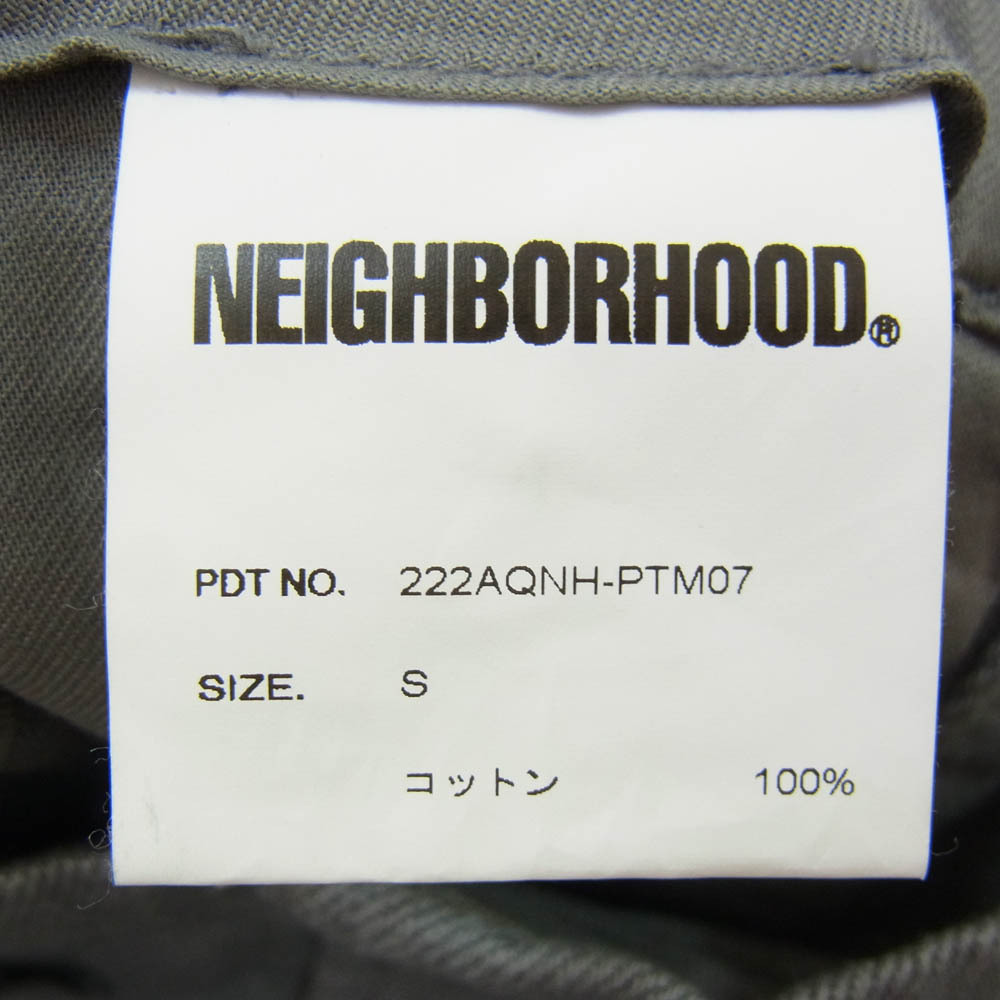 NEIGHBORHOOD®
PDT NO. 222AQNH-PTM07
SIZE. S
コットン 100%